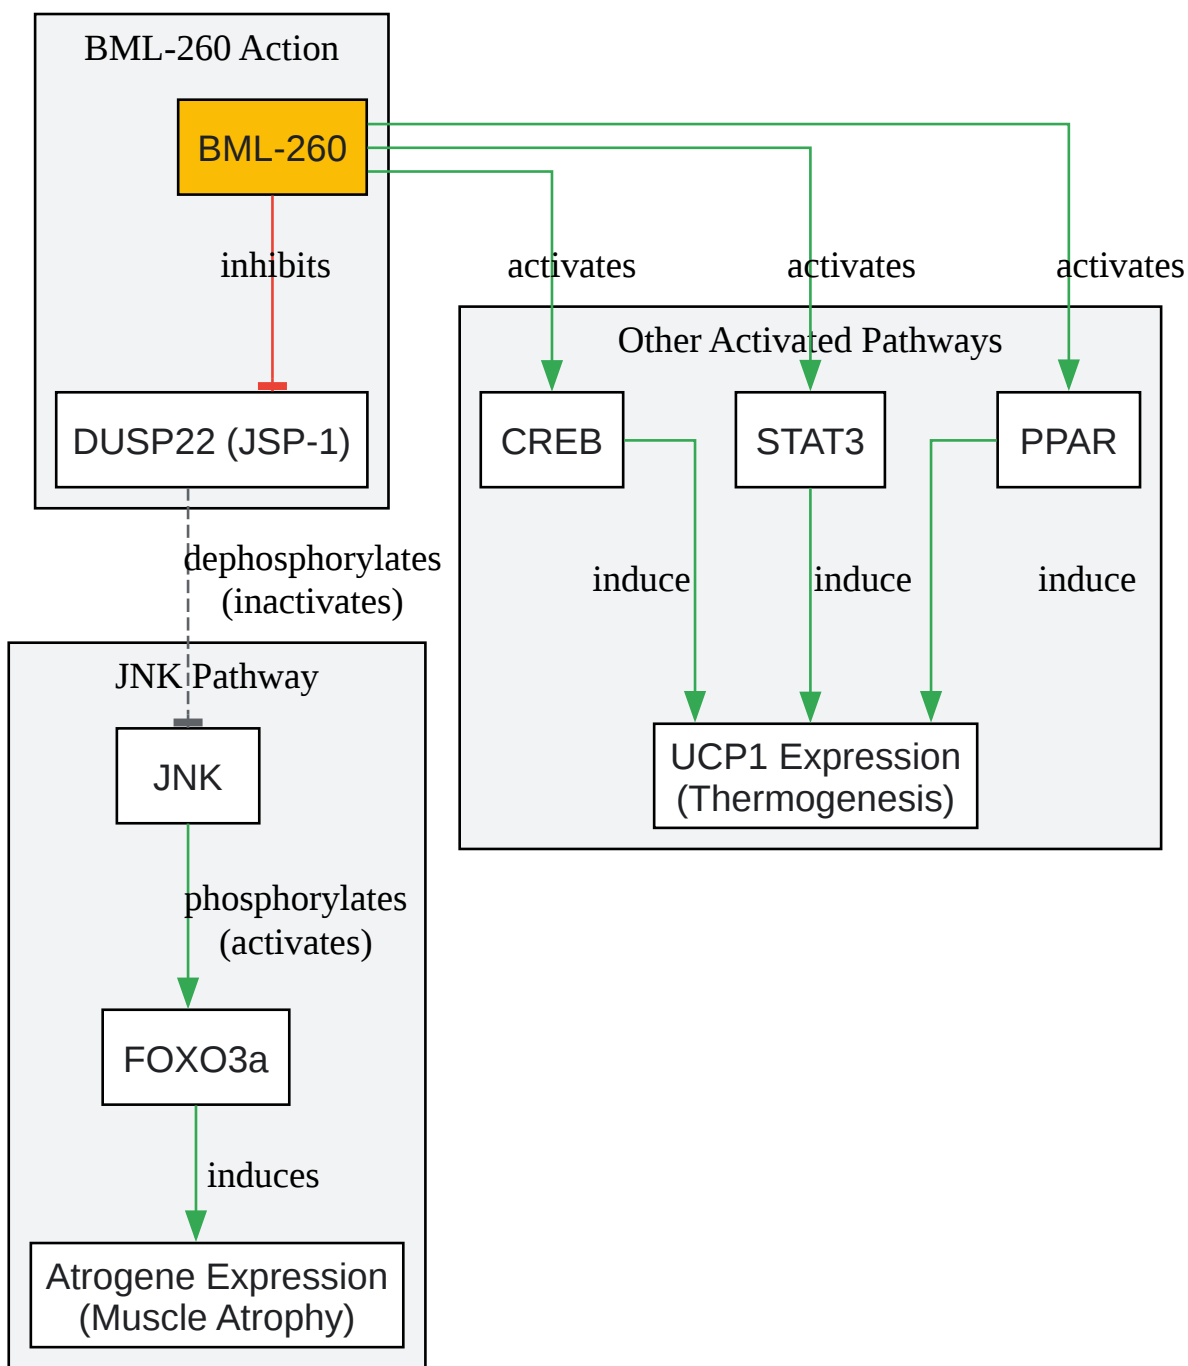 BML-260 Action
BML-260
inhibits
activates
activates
activates
Other Activated Pathways
DUSP22 (JSP-1)
CREB
STAT3
PPAR
dephosphorylates
(inactivates)
induce
induce
induce
JNK Pathway
JNK
UCP1 Expression
(Thermogenesis)
phosphorylates
(activates)
FOXO3a
induces
Atrogene Expression
(Muscle Atrophy)